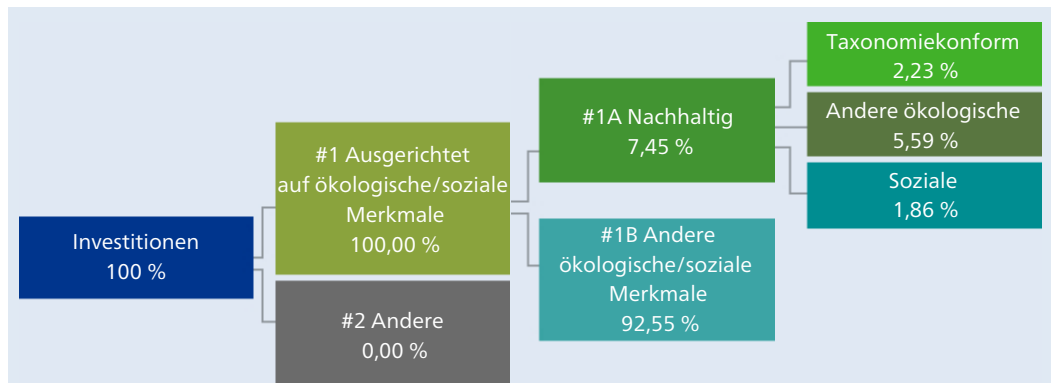 Investitionen
100 %
#1 Ausgerichtet
auf ökologische/soziale
Merkmale
100,00 %
#2 Andere
0,00 %
#1A Nachhaltig
7,45 %
#1B Andere
ökologische/soziale
Merkmale
92,55 %
Taxonomiekonform
2,23 %
Andere ökologische
5,59 %
Soziale
1,86 %